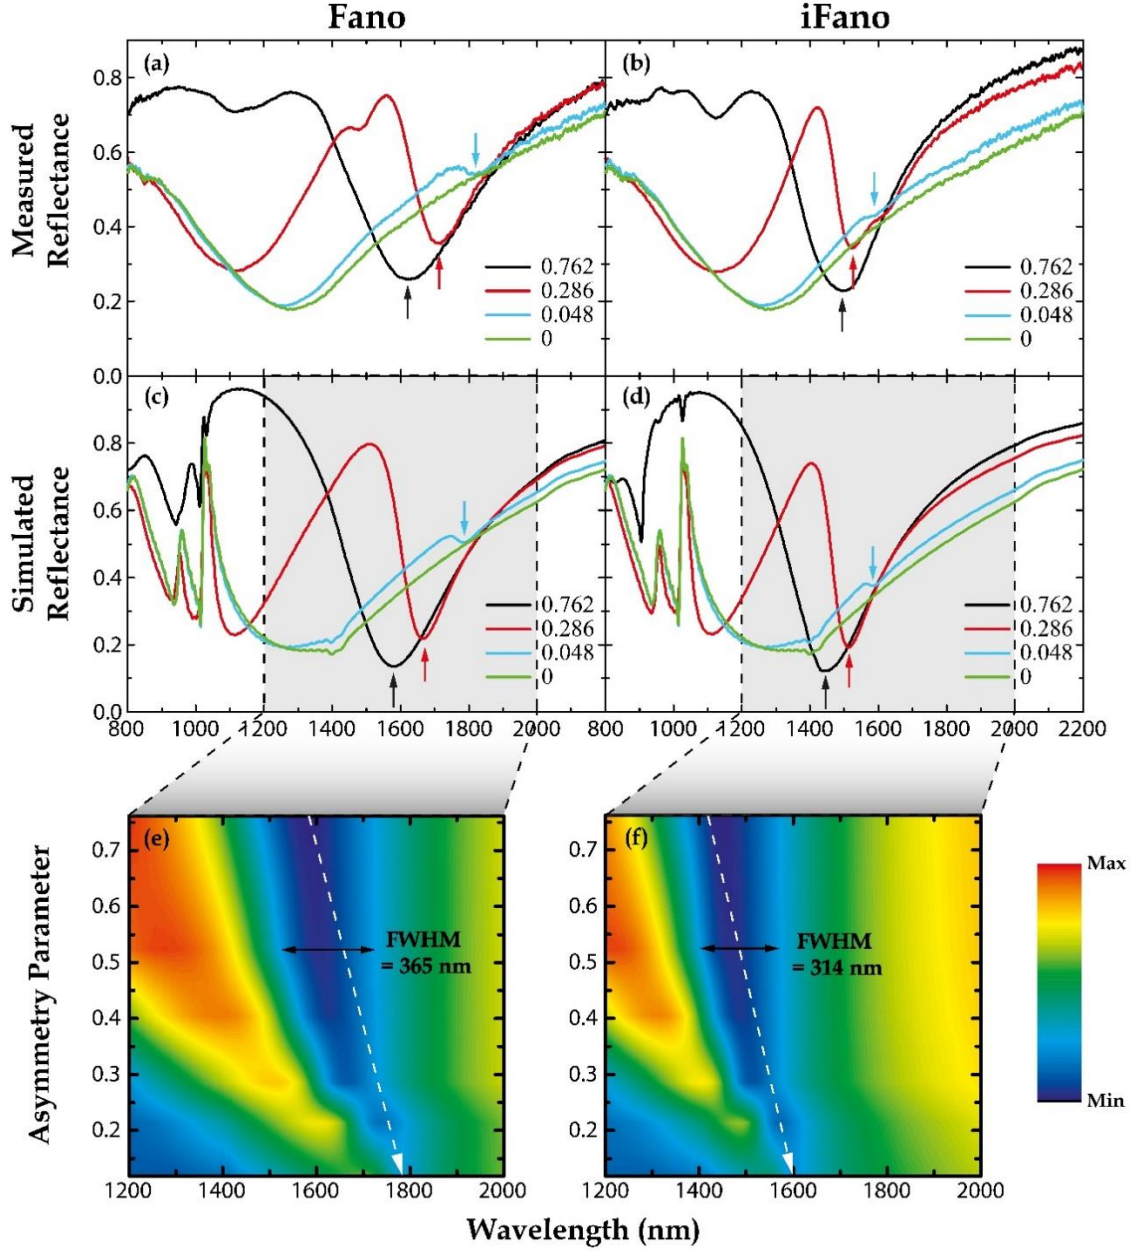 Fano
iFano
Measured
Reflectance
(a)
(b)
0.8
0.6
0.4
0.2
0.0
0.762
0.286
0.048
0
0.762
0.286
0.048
0
Simulated
Reflectance
(c)
(d)
0.8
0.6
0.4
0.2
0.0
0.762
0.286
0.048
0
0.762
0.286
0.048
0
800 1000 1200 1400 1600 1800 2000
800 1000 1200 1400 1600 1800 2000 2200
Asymmetry Parameter
(e)
(f)
0.7
0.6
0.5
0.4
0.3
0.2
FWHM
= 365 nm
0.7
0.6
0.5
0.4
0.3
0.2
FWHM
= 314 nm
Max
Min
1200 1400 1600 1800 2000
1200 1400 1600 1800 2000
Wavelength (nm)